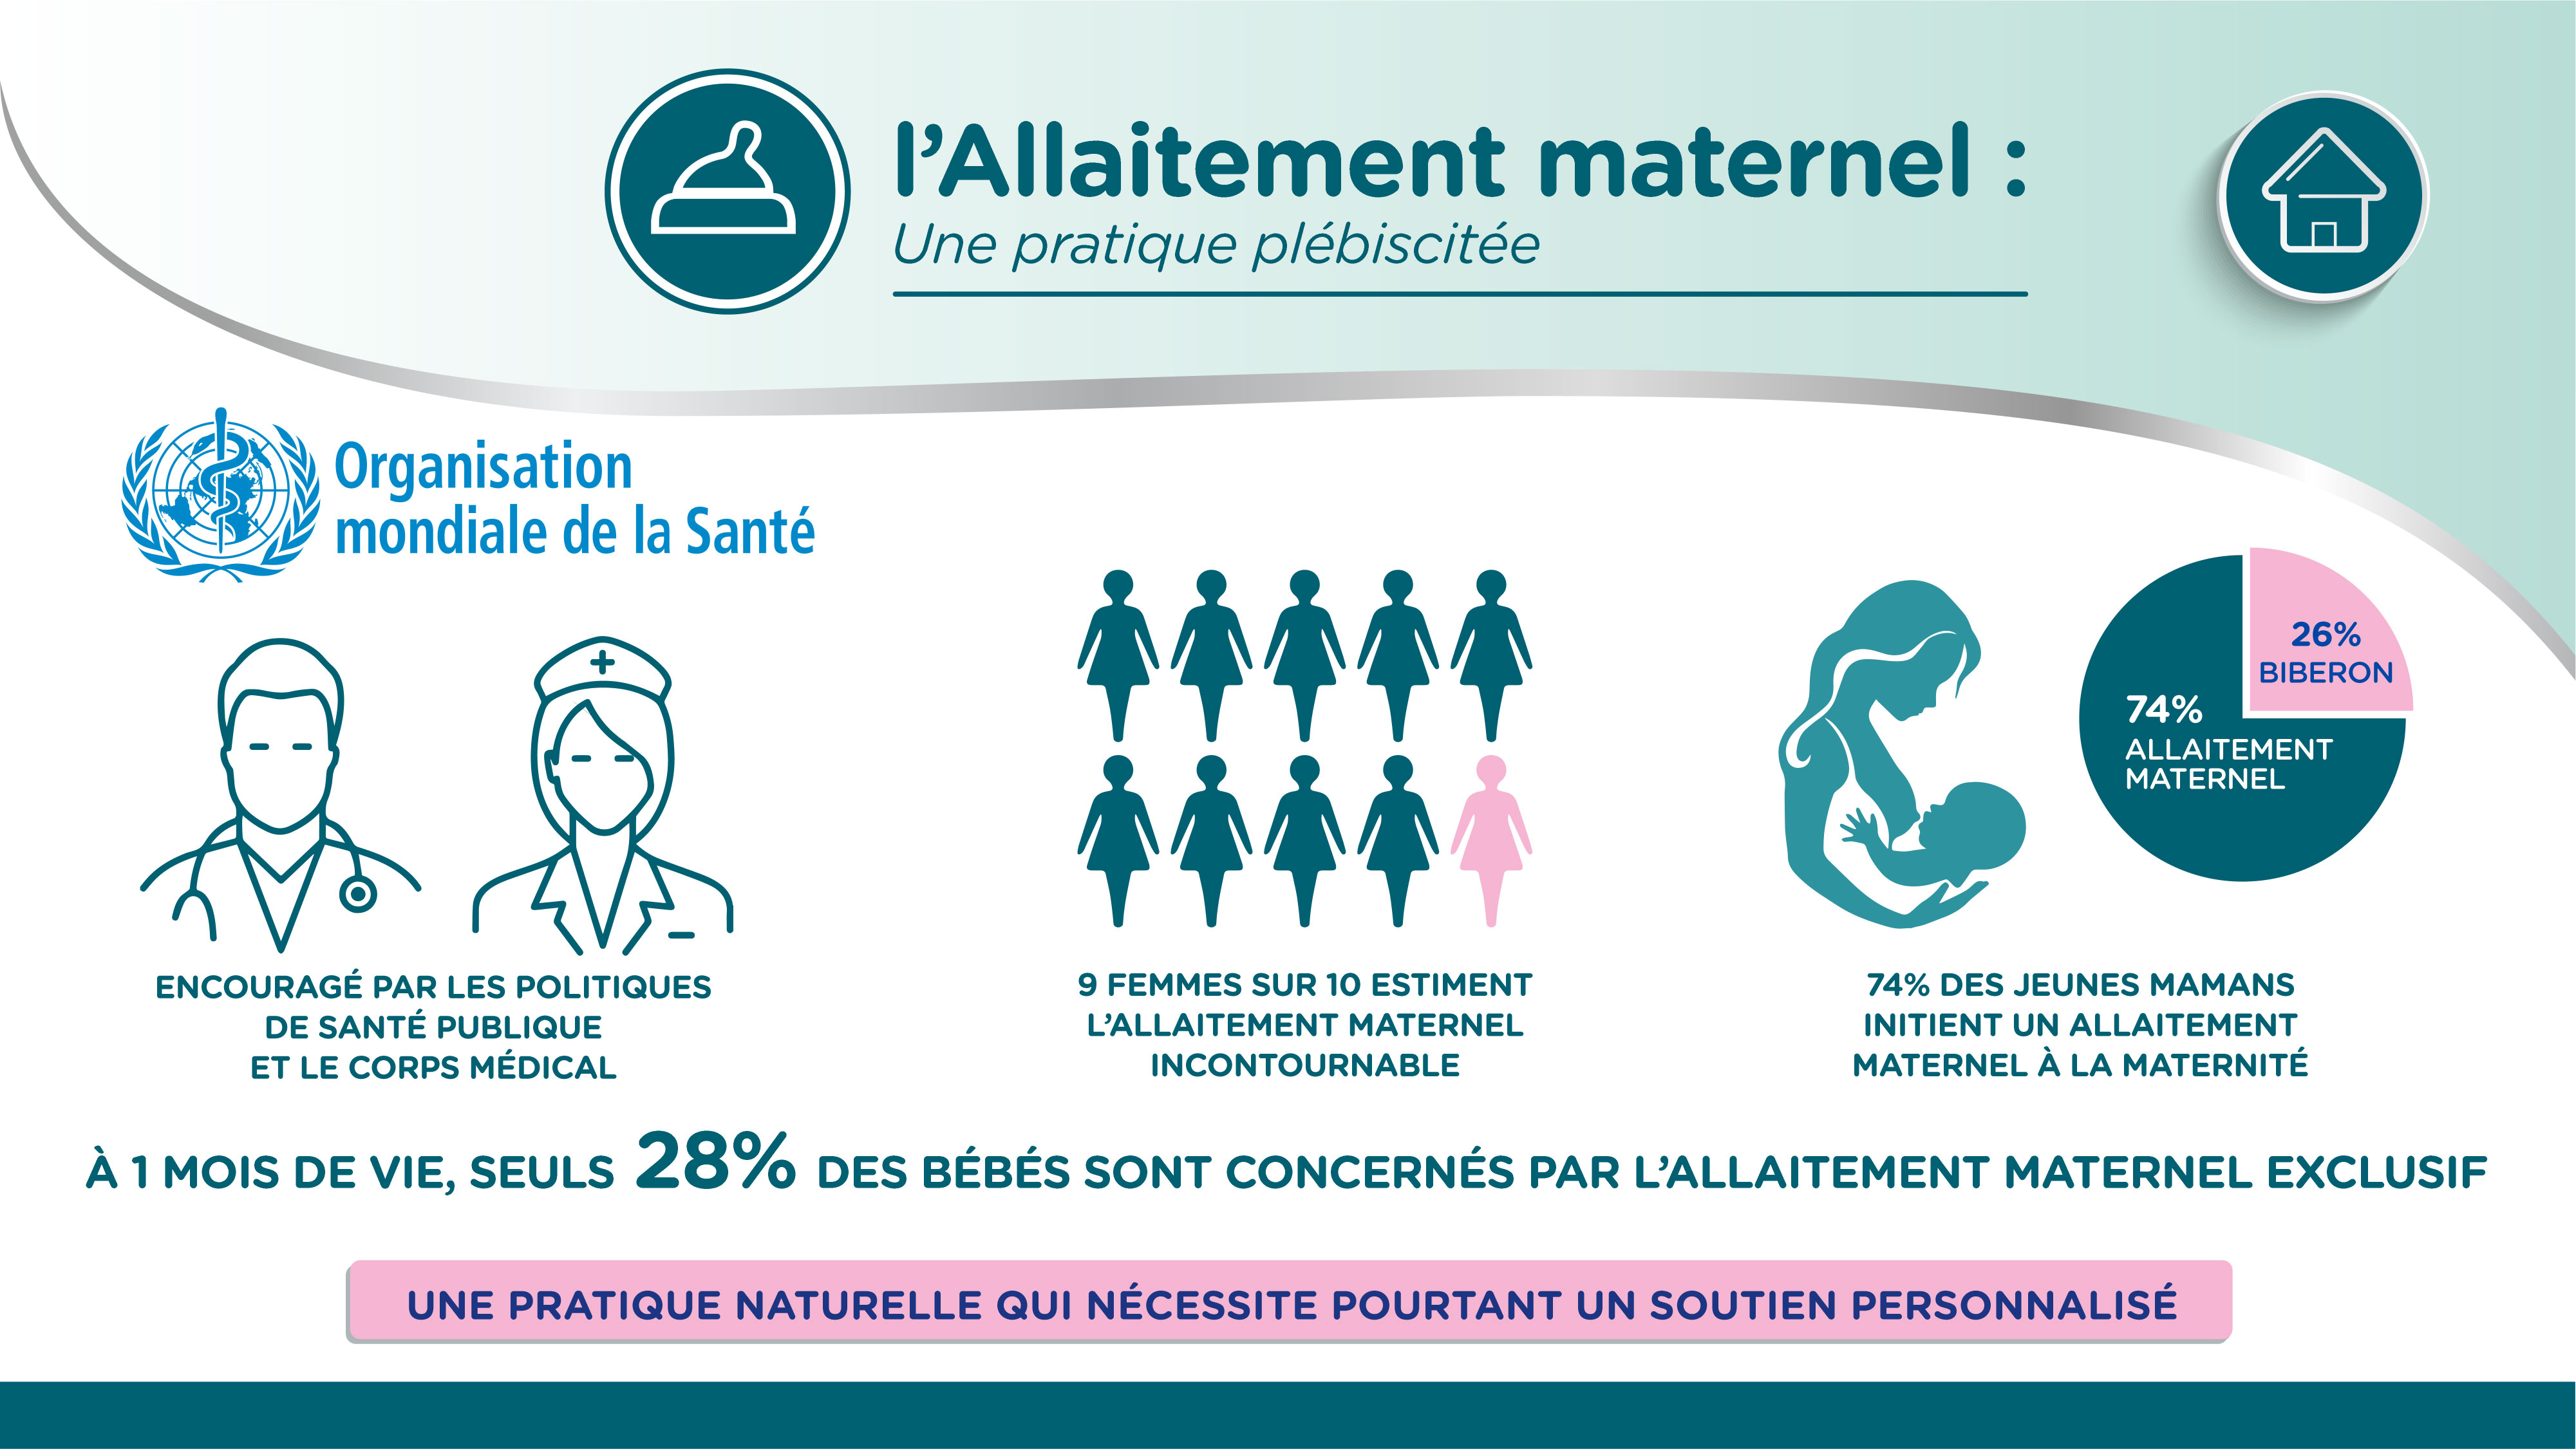 l'Allaitement maternel :
Une pratique plébiscitée
Organisation
mondiale de la Santé
ENCOURAGÉ PAR LES POLITIQUES
DE SANTÉ PUBLIQUE
ET LE CORPS MÉDICAL
9 FEMMES SUR 10 ESTIMENT
L'ALLAITEMENT MATERNEL
INCONTOURNABLE
26%
BIBERON
74%
ALLAITEMENT
MATERNEL
74% DES JEUNES MAMANS
INITIENT UN ALLAITEMENT
MATERNEL À LA MATERNITÉ
À 1 MOIS DE VIE, SEULS 28% DES BÉBÉS SONT CONCERNÉS PAR L'ALLAITEMENT MATERNEL EXCLUSIF
UNE PRATIQUE NATURELLE QUI NÉCESSITE POURTANT UN SOUTIEN PERSONNALISÉ